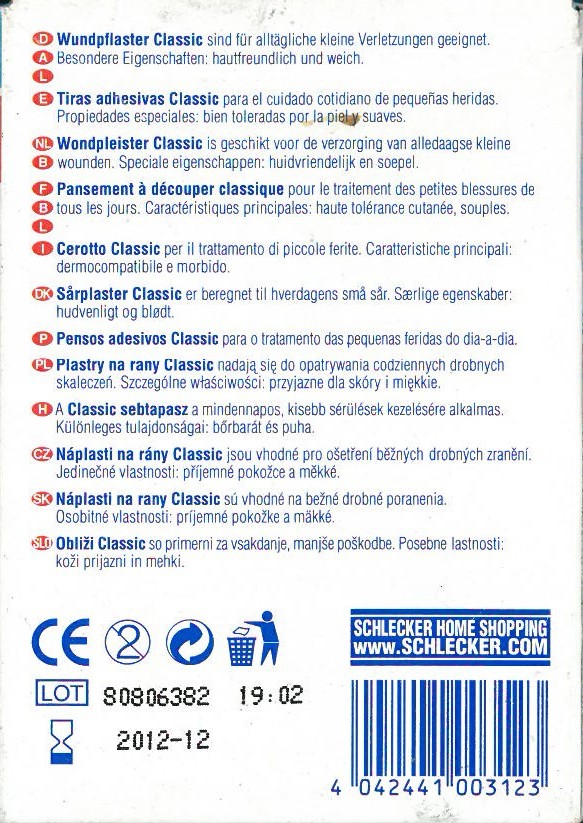 D Wundpflaster Classic sind für alltägliche kleine Verletzungen geeignet.
A Besondere Eigenschaften: hautfreundlich und weich.
L
E Tiras adhesivas Classic para el cuidado cotidiano de pequeñas heridas.
Propiedades especiales: bien toleradas por la piel y suaves.
NL Wondpleister Classic is geschikt voor de verzorging van alledaagse kleine
B wounden. Speciale eigenschappen: huidvriendelijk en soepel.
F Pansement à découper classique pour le traitement des petites blessures de
B tous les jours. Caractéristiques principales: haute tolérance cutanée, souples.
L
I Cerotto Classic per il trattamento di piccole ferite. Caratteristiche principali:
dermocompatibile e morbido.
DK Sårplaster Classic er beregnet til hverdagens små sår. Særlige egenskaber:
hudvenligt og blødt.
P Pensos adesivos Classic para o tratamento das pequenas feridas do dia-a-dia.
PL Plastry na rany Classic nadają się do opatrywania codziennych drobnych
skaleczeń. Szczególne właściwości: przyjazne dla skóry i miękkie.
H A Classic sebtapasz a mindennapos, kisebb sérülések kezelésére alkalmas.
Különleges tulajdonságai: bőrbarát és puha.
CZ Náplasti na rány Classic jsou vhodné pro ošetření běžných drobných zranění.
Jedinečné vlastnosti: příjemné pokožce a měkké.
SK Náplasti na rany Classic sú vhodné na bežné drobné poranenia.
Osobitné vlastnosti: príjemné pokožke a mäkké.
SLO Obliži Classic so primerni za vsakdanje, manjše poškodbe. Posebne lastnosti:
koži prijazni in mehki.
CE 2
SCHLECKER HOME SHOPPING
www.SCHLECKER.COM
LOT 80806382 19:02
2012-12
4 042441 003123